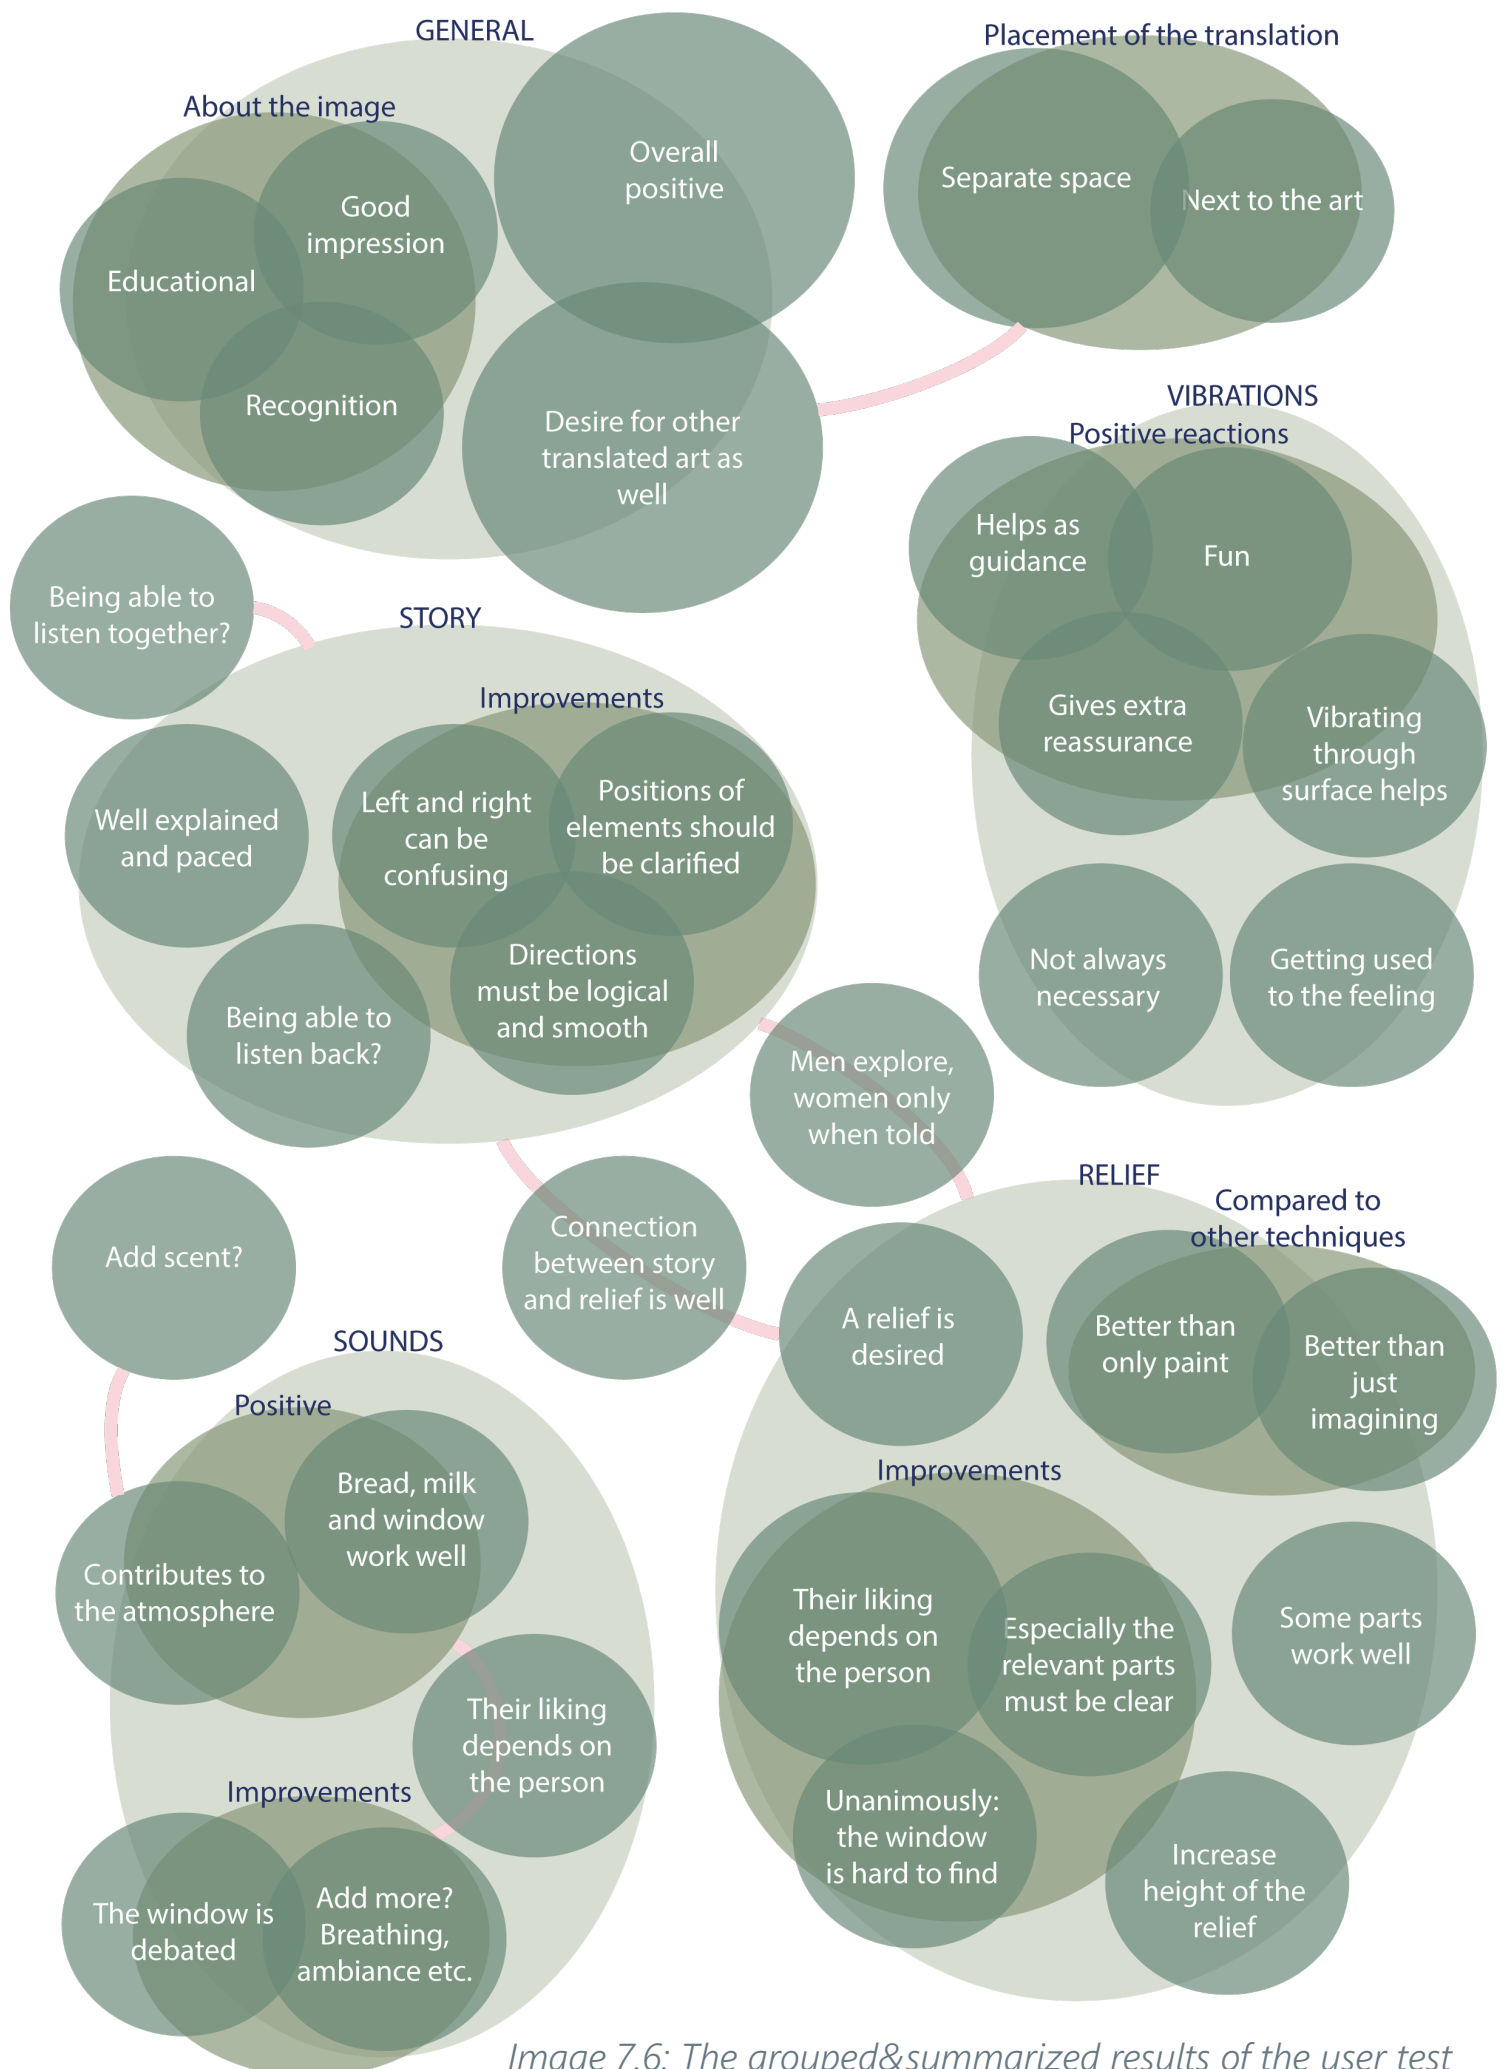 GENERAL
About the image
Good
impression
Educational
Recognition
Overall
positive
Desire for other
translated art as
well
Placement of the translation
Separate space
Next to the art
VIBRATIONS
Positive reactions
Helps as
guidance
Fun
Gives extra
reassurance
Vibrating
through
surface helps
Not always
necessary
Getting used
to the feeling
Being able to
listen together?
STORY
Improvements
Well explained
and paced
Left and right
can be
confusing
Positions of
elements should
be clarified
Directions
must be logical
and smooth
Being able to
listen back?
Men explore,
women only
when told
Connection
between story
and relief is well
RELIEF
Compared to
other techniques
A relief is
desired
Better than
only paint
Better than
just
imagining
Improvements
Their liking
depends on
the person
Especially the
relevant parts
must be clear
Unanimously:
the window
is hard to find
Some parts
work well
Increase
height of the
relief
Add scent?
SOUNDS
Positive
Bread, milk
and window
work well
Contributes to
the atmosphere
Their liking
depends on
the person
Improvements
The window is
debated
Add more?
Breathing,
ambiance etc.
Image 7.6: The grouped&summarized results of the user test